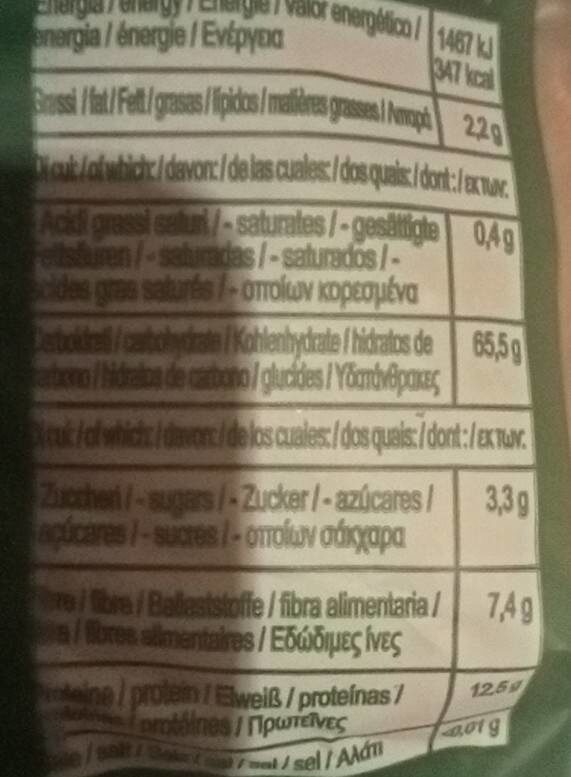 Energia / energy / Energie / Valor energético /
energia / énergie / Ενέργεια
1467 kJ
347 kcal
Grassi / fat / Fett / grasas / lípidos / matières grasses / Λιπαρά 2,2 g
Di cui: / of which: / davon: / de las cuales: / dos quais: / dont: / εκ των:
Acidi grassi saturi / - saturates / - gesättigte 0,4 g
Fettsäuren / - saturadas / - saturados / -
acides gras saturés / - οποίων κορεσμένα
Carboidrati / carbohydrate / Kohlenhydrate / hidratos de 65,5 g
carbono / hidratos de carbono / glucides / Υδατάνθρακες
Di cui: / of which: / davon: / de los cuales: / dos quais: / dont: / εκ των:
Zuccheri / - sugars / - Zucker / - azúcares / 3,3 g
açúcares / - sucres / - οποίων σάκχαρα
fibre / Ballaststoffe / fibra alimentaria / 7,4 g
/ fibres alimentaires / Εδώδιμες ίνες
Proteine / protein / Eiweiß / proteínas / 12,5 g
protéines / Πρωτεΐνες
/ salt / sal / sel / Αλάτι <0,01 g